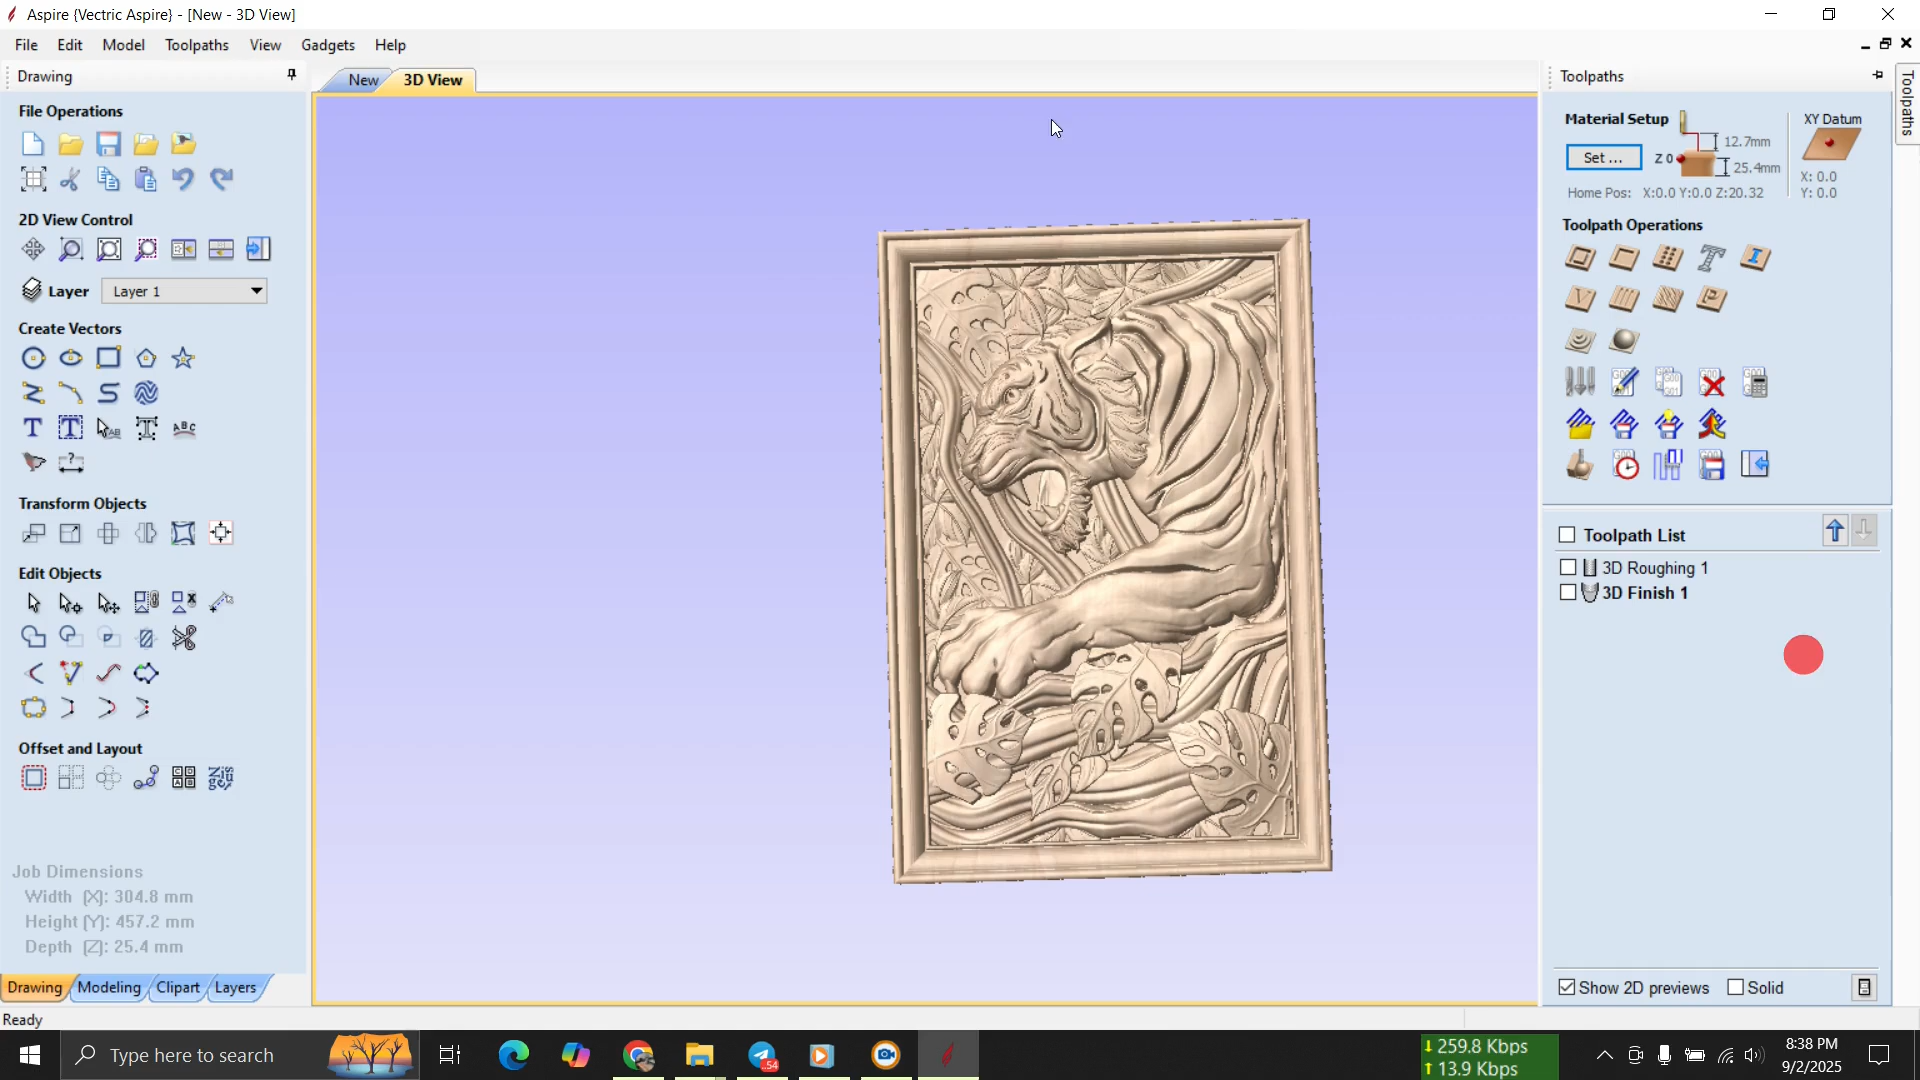 Aspire {Vectric Aspire} - [New - 3D View]
File Edit Model Toolpaths View Gadgets Help
Drawing
New
3D View
Toolpaths
Toolpaths
File Operations
2D View Control
Layer
Layer 1
Create Vectors
Transform Objects
Edit Objects
Offset and Layout
Job Dimensions
Width (X): 304.8 mm
Height (Y): 457.2 mm
Depth (Z): 25.4 mm
Drawing Modeling Clipart Layers
Ready
Material Setup
Set ...
Z 0
12.7mm
25.4mm
XY Datum
X: 0.0
Y: 0.0
Home Pos: X:0.0 Y:0.0 Z:20.32
Toolpath Operations
Toolpath List
3D Roughing 1
3D Finish 1
Show 2D previews
Solid
Type here to search
54
259.8 Kbps
13.9 Kbps
8:38 PM
9/2/2025